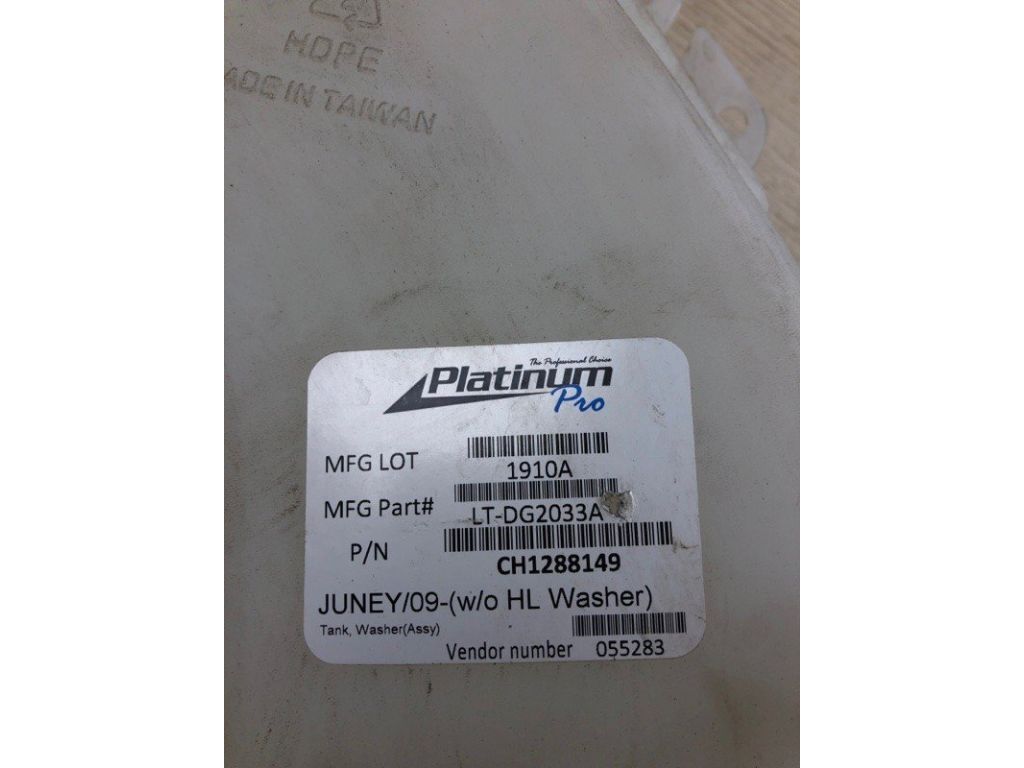 HDPE
MADE IN TAIWAN
The Professional Choice
Platinum
Pro
MFG LOT 1910A
MFG Part# LT-DG2033A
P/N CH1288149
JUNEY/09-(w/o HL Washer)
Tank, Washer(Assy)
Vendor number 055283